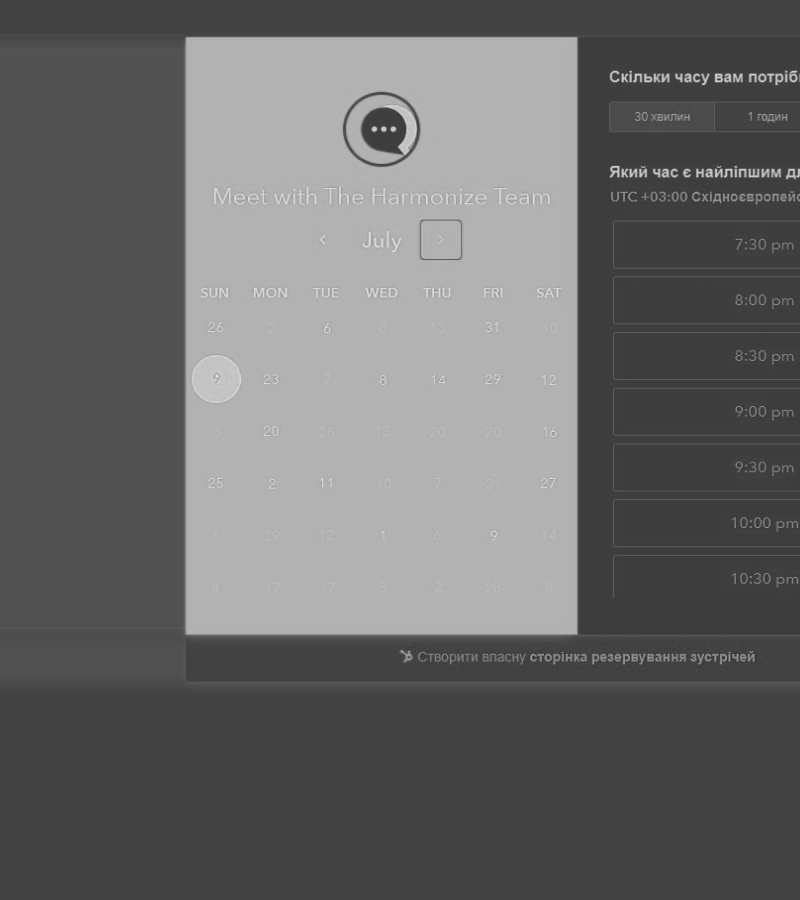 Meet with The Harmonize Team
July
SUN MON TUE WED THU FRI SAT
26 2 6 8 13 31 10
9 23 7 8 14 29 12
3 20 26 13 20 20 16
25 2 11 10 7 21 27
6 29 12 1 6 9 14
4 17 17 3 2 28 8
Скільки часу вам потріб
30 хвилин 1 годин
Який час є найліпшим д
UTC +03:00 Східноєвропей
7:30 pm
8:00 pm
8:30 pm
9:00 pm
9:30 pm
10:00 pm
10:30 pm
Створити власну сторінка резервування зустрічей